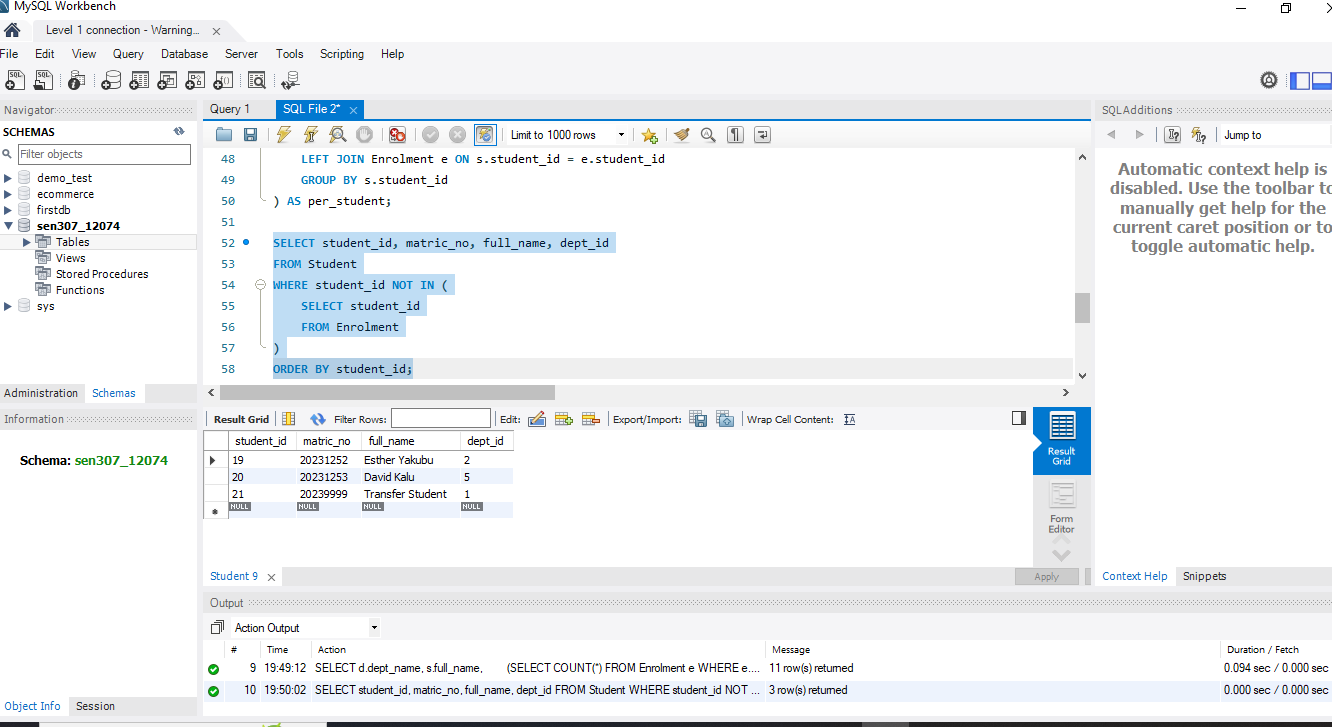 MySQL Workbench
Level 1 connection - Warning... ×
File Edit View Query Database Server Tools Scripting Help
Navigator
SCHEMAS
Filter objects
demo_test
ecommerce
firstdb
sen307_12074
Tables
Views
Stored Procedures
Functions
sys
Administration Schemas
Information
Schema: sen307_12074
Object Info Session
Query 1 SQL File 2* ×
Limit to 1000 rows
48 LEFT JOIN Enrolment e ON s.student_id = e.student_id
49 GROUP BY s.student_id
50 ) AS per_student;
51
52 SELECT student_id, matric_no, full_name, dept_id
53 FROM Student
54 WHERE student_id NOT IN (
55 SELECT student_id
56 FROM Enrolment
57 )
58 ORDER BY student_id;
Result Grid Filter Rows: Edit: Export/Import: Wrap Cell Content:
student_id matric_no full_name dept_id
19 20231252 Esther Yakubu 2
20 20231253 David Kalu 5
21 20239999 Transfer Student 1
NULL NULL NULL NULL
Result Grid
Form Editor
Student 9 × Apply
Output
Action Output
# Time Action Message Duration / Fetch
9 19:49:12 SELECT d.dept_name, s.full_name, (SELECT COUNT(*) FROM Enrolment e WHERE e.... 11 row(s) returned 0.094 sec / 0.000 sec
10 19:50:02 SELECT student_id, matric_no, full_name, dept_id FROM Student WHERE student_id NOT ... 3 row(s) returned 0.000 sec / 0.000 sec
SQLAdditions
Jump to
Automatic context help is
disabled. Use the toolbar to
manually get help for the
current caret position or to
toggle automatic help.
Context Help Snippets